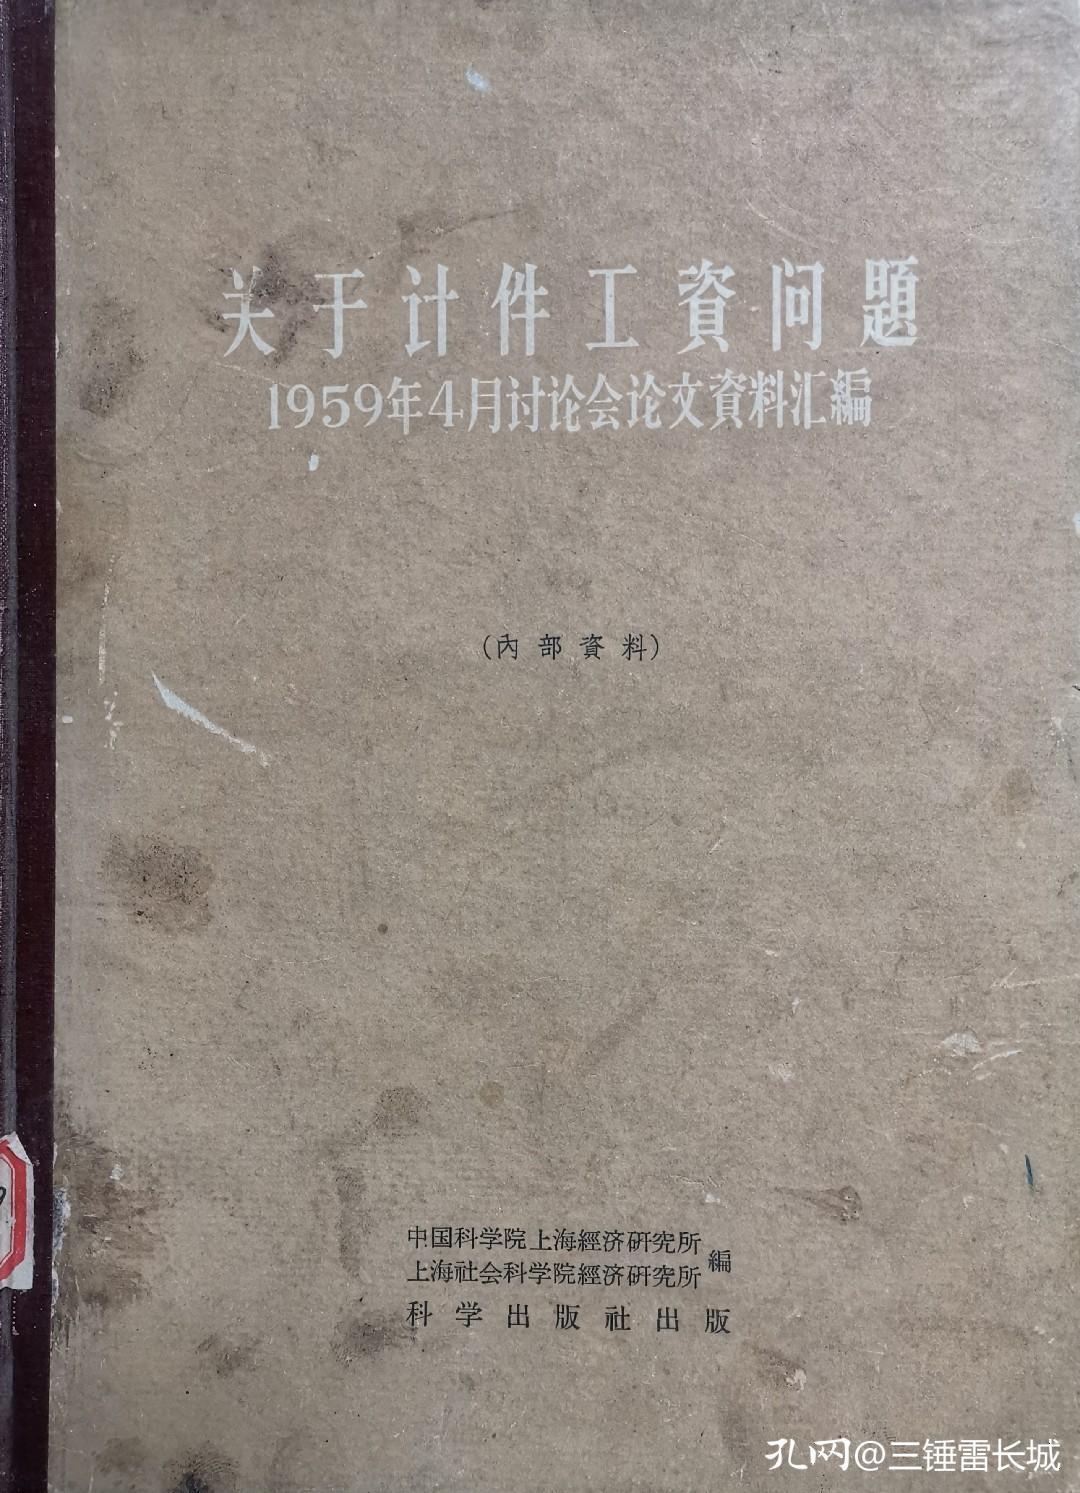 关于计件工資问題
1959年4月讨论会论文資料汇編
(內部資料)
中国科学院上海經济研究所
上海社会科学院經济研究所
編
科学出版社出版
孔网@三锤雷长城